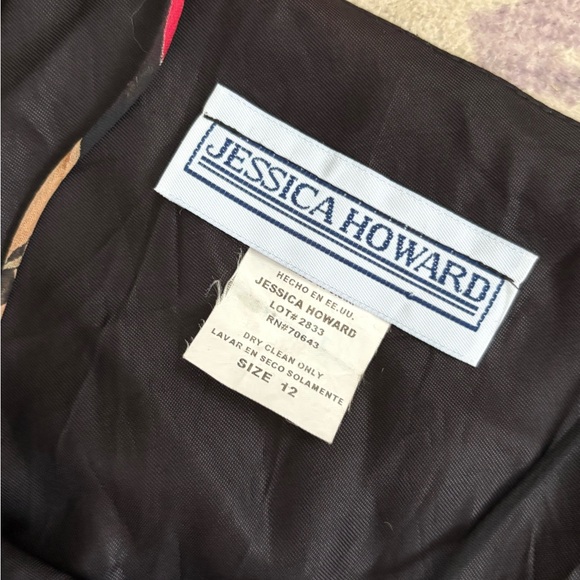 JESSICA HOWARD
HECHO EN EE.UU.
JESSICA HOWARD
LOT# 2833
RN#70643
DRY CLEAN ONLY
LAVAR EN SECO SOLAMENTE
SIZE 12